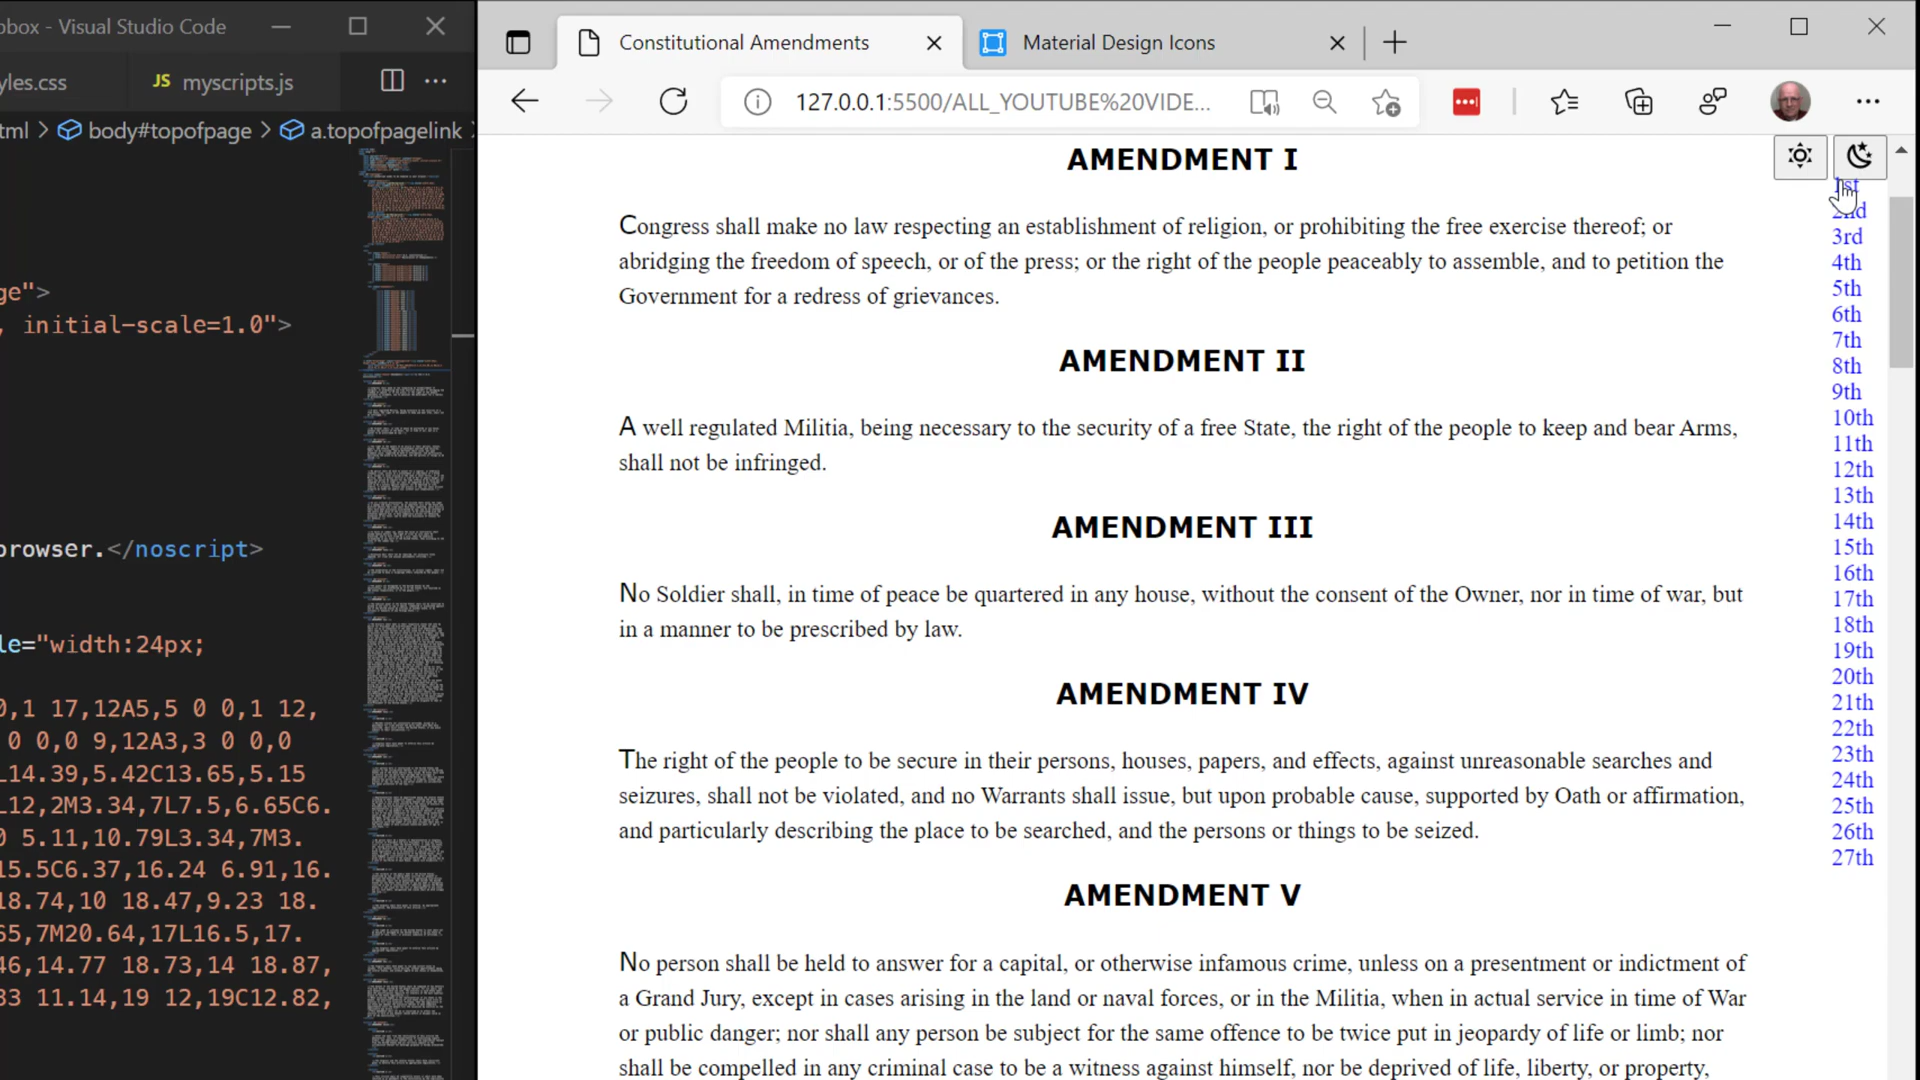 box - Visual Studio Code
yles.css
JS myscripts.js
tml > body#topofpage > a.topofpagelink
ge">
, initial-scale=1.0">
browser.</noscript>
le="width:24px;
0,1 17,12A5,5 0 0,1 12,
0 0,0 9,12A3,3 0 0,0
L14.39,5.42C13.65,5.15
L12,2M3.34,7L7.5,6.65C6.
0 5.11,10.79L3.34,7M3.
15.5C6.37,16.24 6.91,16.
18.74,10 18.47,9.23 18.
65,7M20.64,17L16.5,17.
46,14.77 18.73,14 18.87,
83 11.14,19 12,19C12.82,
Constitutional Amendments
Material Design Icons
127.0.0.1:5500/ALL_YOUTUBE%20VIDE...
AMENDMENT I
Congress shall make no law respecting an establishment of religion, or prohibiting the free exercise thereof; or
abridging the freedom of speech, or of the press; or the right of the people peaceably to assemble, and to petition the
Government for a redress of grievances.
AMENDMENT II
A well regulated Militia, being necessary to the security of a free State, the right of the people to keep and bear Arms,
shall not be infringed.
AMENDMENT III
No Soldier shall, in time of peace be quartered in any house, without the consent of the Owner, nor in time of war, but
in a manner to be prescribed by law.
AMENDMENT IV
The right of the people to be secure in their persons, houses, papers, and effects, against unreasonable searches and
seizures, shall not be violated, and no Warrants shall issue, but upon probable cause, supported by Oath or affirmation,
and particularly describing the place to be searched, and the persons or things to be seized.
AMENDMENT V
No person shall be held to answer for a capital, or otherwise infamous crime, unless on a presentment or indictment of
a Grand Jury, except in cases arising in the land or naval forces, or in the Militia, when in actual service in time of War
or public danger; nor shall any person be subject for the same offence to be twice put in jeopardy of life or limb; nor
shall be compelled in any criminal case to be a witness against himself, nor be deprived of life, liberty, or property,
1st
2nd
3rd
4th
5th
6th
7th
8th
9th
10th
11th
12th
13th
14th
15th
16th
17th
18th
19th
20th
21th
22th
23th
24th
25th
26th
27th